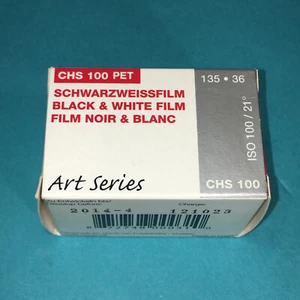 CHS 100 PET
135 • 36
SCHWARZWEISSFILM
BLACK & WHITE FILM
FILM NOIR & BLANC
ISO 100 / 21°
Art Series
CHS 100
Charge:
2014-4 121023